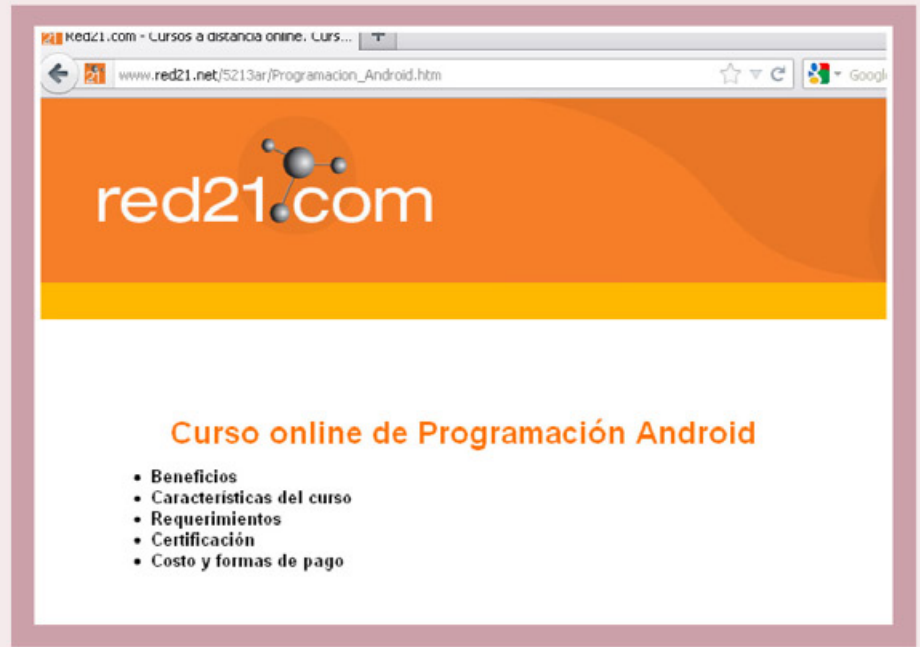 Red21.com - Cursos a distancia online. Curs...
www.red21.net/5213ar/Programacion_Android.htm
Googl
red21.com
Curso online de Programación Android
• Beneficios
• Características del curso
• Requerimientos
• Certificación
• Costo y formas de pago